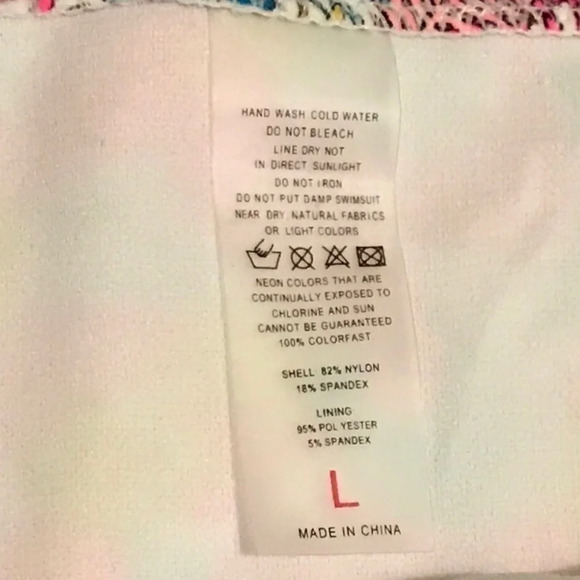 HAND WASH COLD WATER
DO NOT BLEACH
LINE DRY NOT
IN DIRECT SUNLIGHT
DO NOT IRON
DO NOT PUT DAMP SWIMSUIT
NEAR DRY, NATURAL FABRICS
OR LIGHT COLORS
NEON COLORS THAT ARE
CONTINUALLY EXPOSED TO
CHLORINE AND SUN
CANNOT BE GUARANTEED
100% COLORFAST
SHELL 82% NYLON
18% SPANDEX
LINING
95% POLYESTER
5% SPANDEX
L
MADE IN CHINA